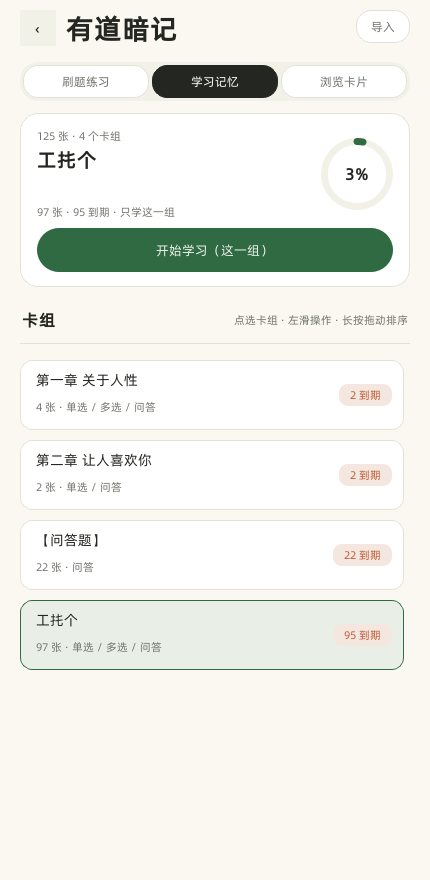 ‹ 有道暗记 导入
刷题练习 学习记忆 浏览卡片
125 张 · 4 个卡组
工扥个
3%
97 张 · 95 到期 · 只学这一组
开始学习（这一组）
卡组 点选卡组 · 左滑操作 · 长按拖动排序
第一章 关于人性
4 张 · 单选 / 多选 / 问答
2 到期
第二章 让人喜欢你
2 张 · 单选 / 问答
2 到期
【问答题】
22 张 · 问答
22 到期
工扥个
97 张 · 单选 / 多选 / 问答
95 到期